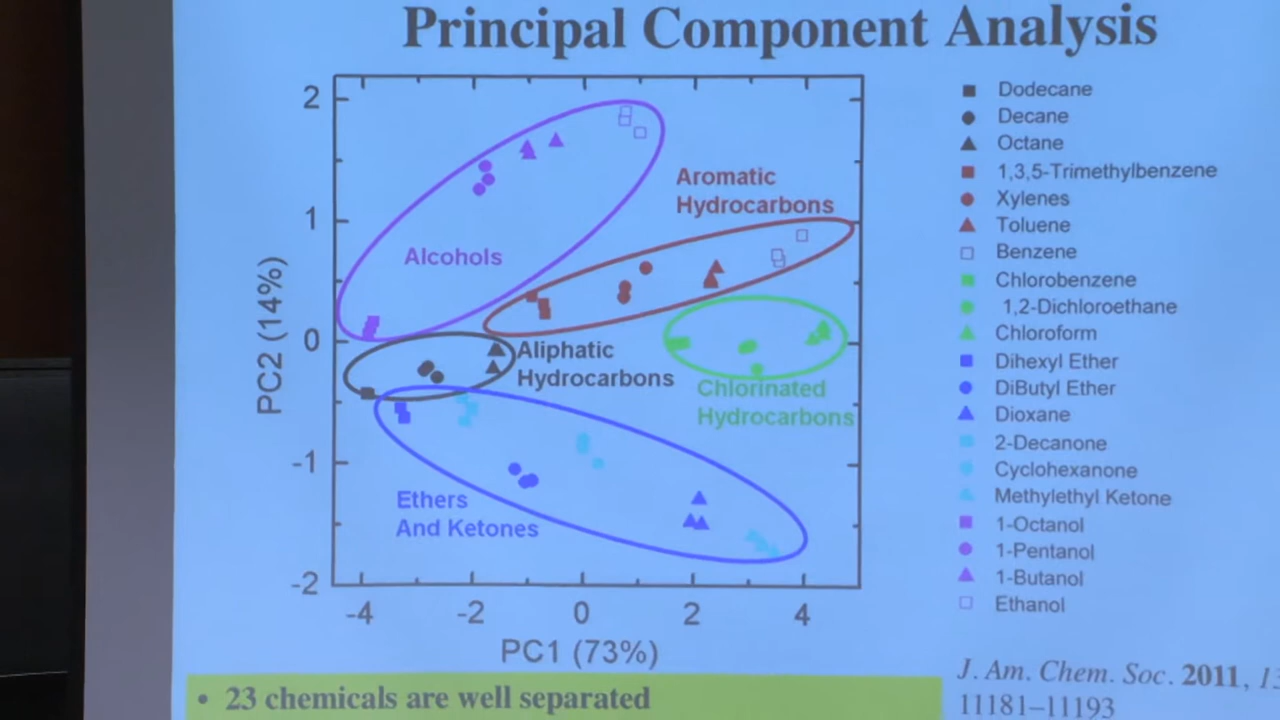 Principal Component Analysis
2
1
0
-1
-2
PC2 (14%)
-4
-2
0
2
4
PC1 (73%)
Alcohols
Aromatic
Hydrocarbons
Aliphatic
Hydrocarbons
Chlorinated
Hydrocarbons
Ethers
And Ketones
Dodecane
Decane
Octane
1,3,5-Trimethylbenzene
Xylenes
Toluene
Benzene
Chlorobenzene
1,2-Dichloroethane
Chloroform
Dihexyl Ether
DiButyl Ether
Dioxane
2-Decanone
Cyclohexanone
Methylethyl Ketone
1-Octanol
1-Pentanol
1-Butanol
Ethanol
• 23 chemicals are well separated
J. Am. Chem. Soc. 2011,
11181–11193